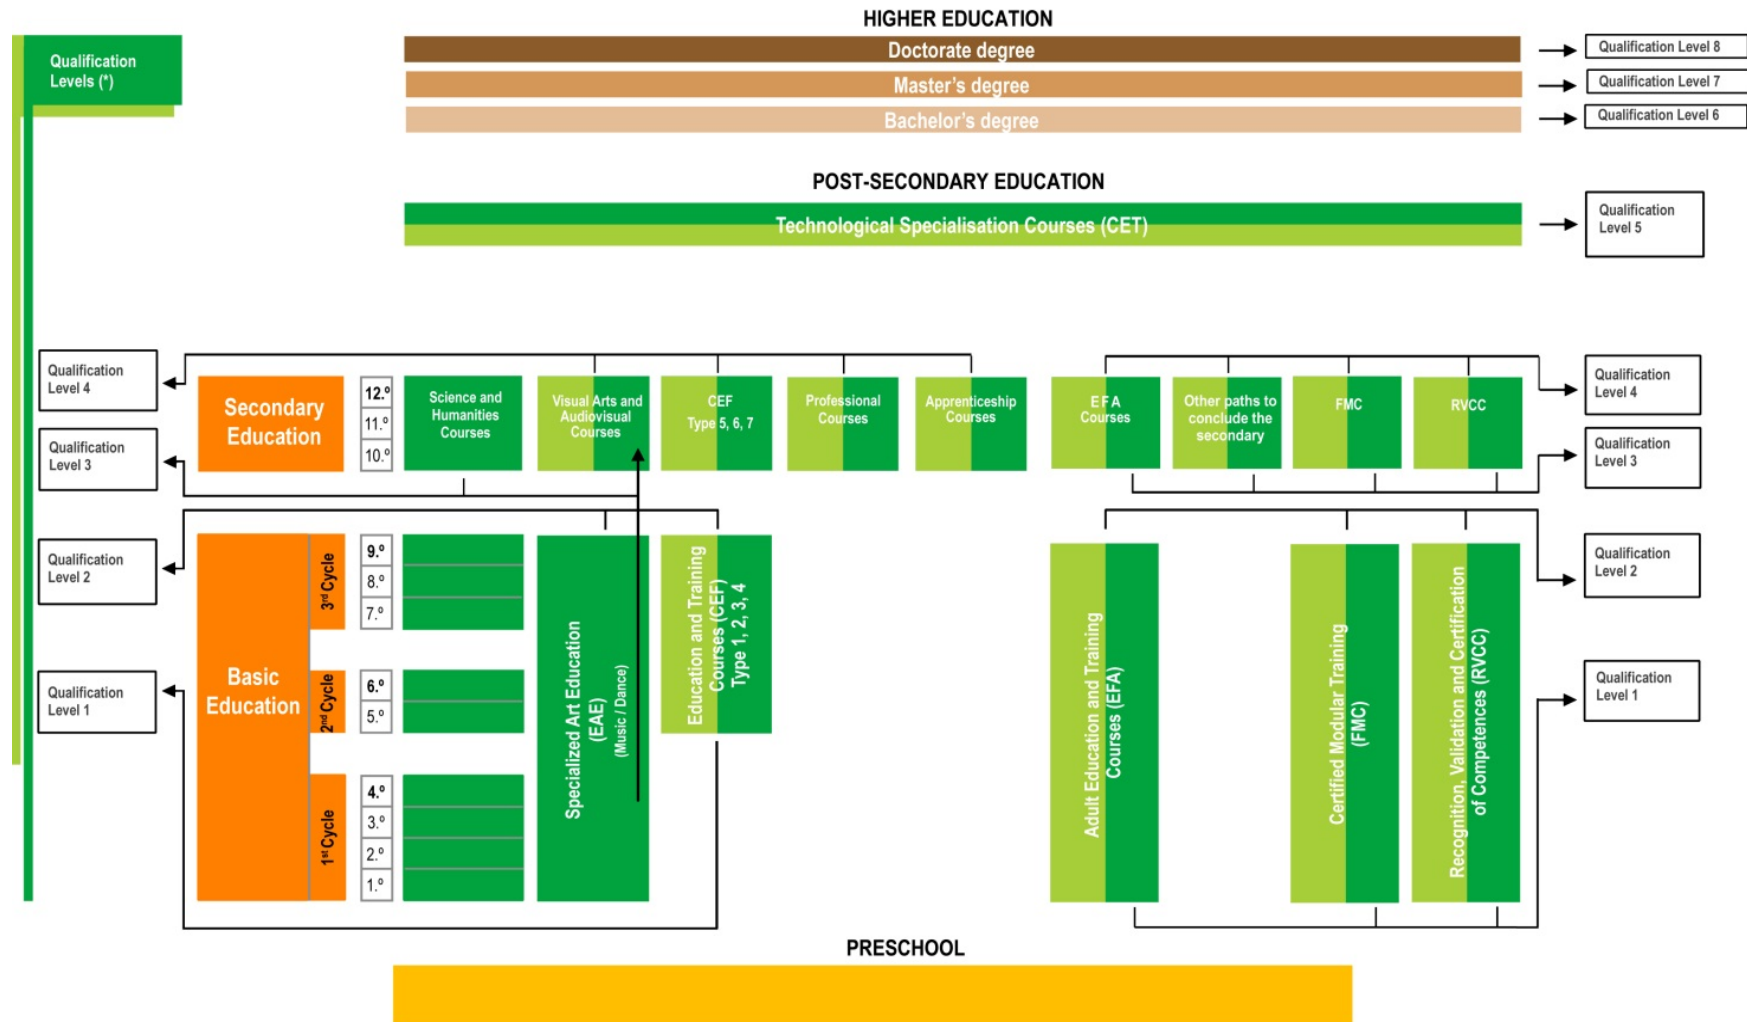 HIGHER EDUCATION
Qualification
Levels (*)
Doctorate degree
Qualification Level 8
Master's degree
Qualification Level 7
Bachelor's degree
Qualification Level 6
POST-SECONDARY EDUCATION
Technological Specialisation Courses (CET)
Qualification
Level 5
Qualification
Level 4
Qualification
Level 3
Secondary
Education
12.º
11.º
10.º
Science and
Humanities
Courses
Visual Arts and
Audiovisual
Courses
CEF
Type 5, 6, 7
Professional
Courses
Apprenticeship
Courses
EFA
Courses
Other paths to
conclude the
secondary
FMC
RVCC
Qualification
Level 4
Qualification
Level 3
Qualification
Level 2
Qualification
Level 1
Basic
Education
3rd Cycle
9.º
8.º
7.º
2nd Cycle
6.º
5.º
1st Cycle
4.º
3.º
2.º
1.º
Specialized Art Education
(EAE)
(Music / Dance)
Education and Training
Courses (CEF)
Type 1, 2, 3, 4
Adult Education and Training
Courses (EFA)
Certified Modular Training
(FMC)
Recognition, Validation and Certification
of Competences (RVCC)
Qualification
Level 2
Qualification
Level 1
PRESCHOOL